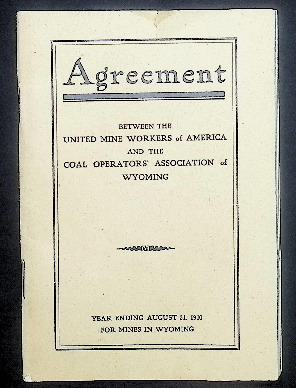 Agreement
BETWEEN THE
UNITED MINE WORKERS of AMERICA
AND THE
COAL OPERATORS' ASSOCIATION of
WYOMING
YEAR ENDING AUGUST 31,
FOR MINES IN WYOMING